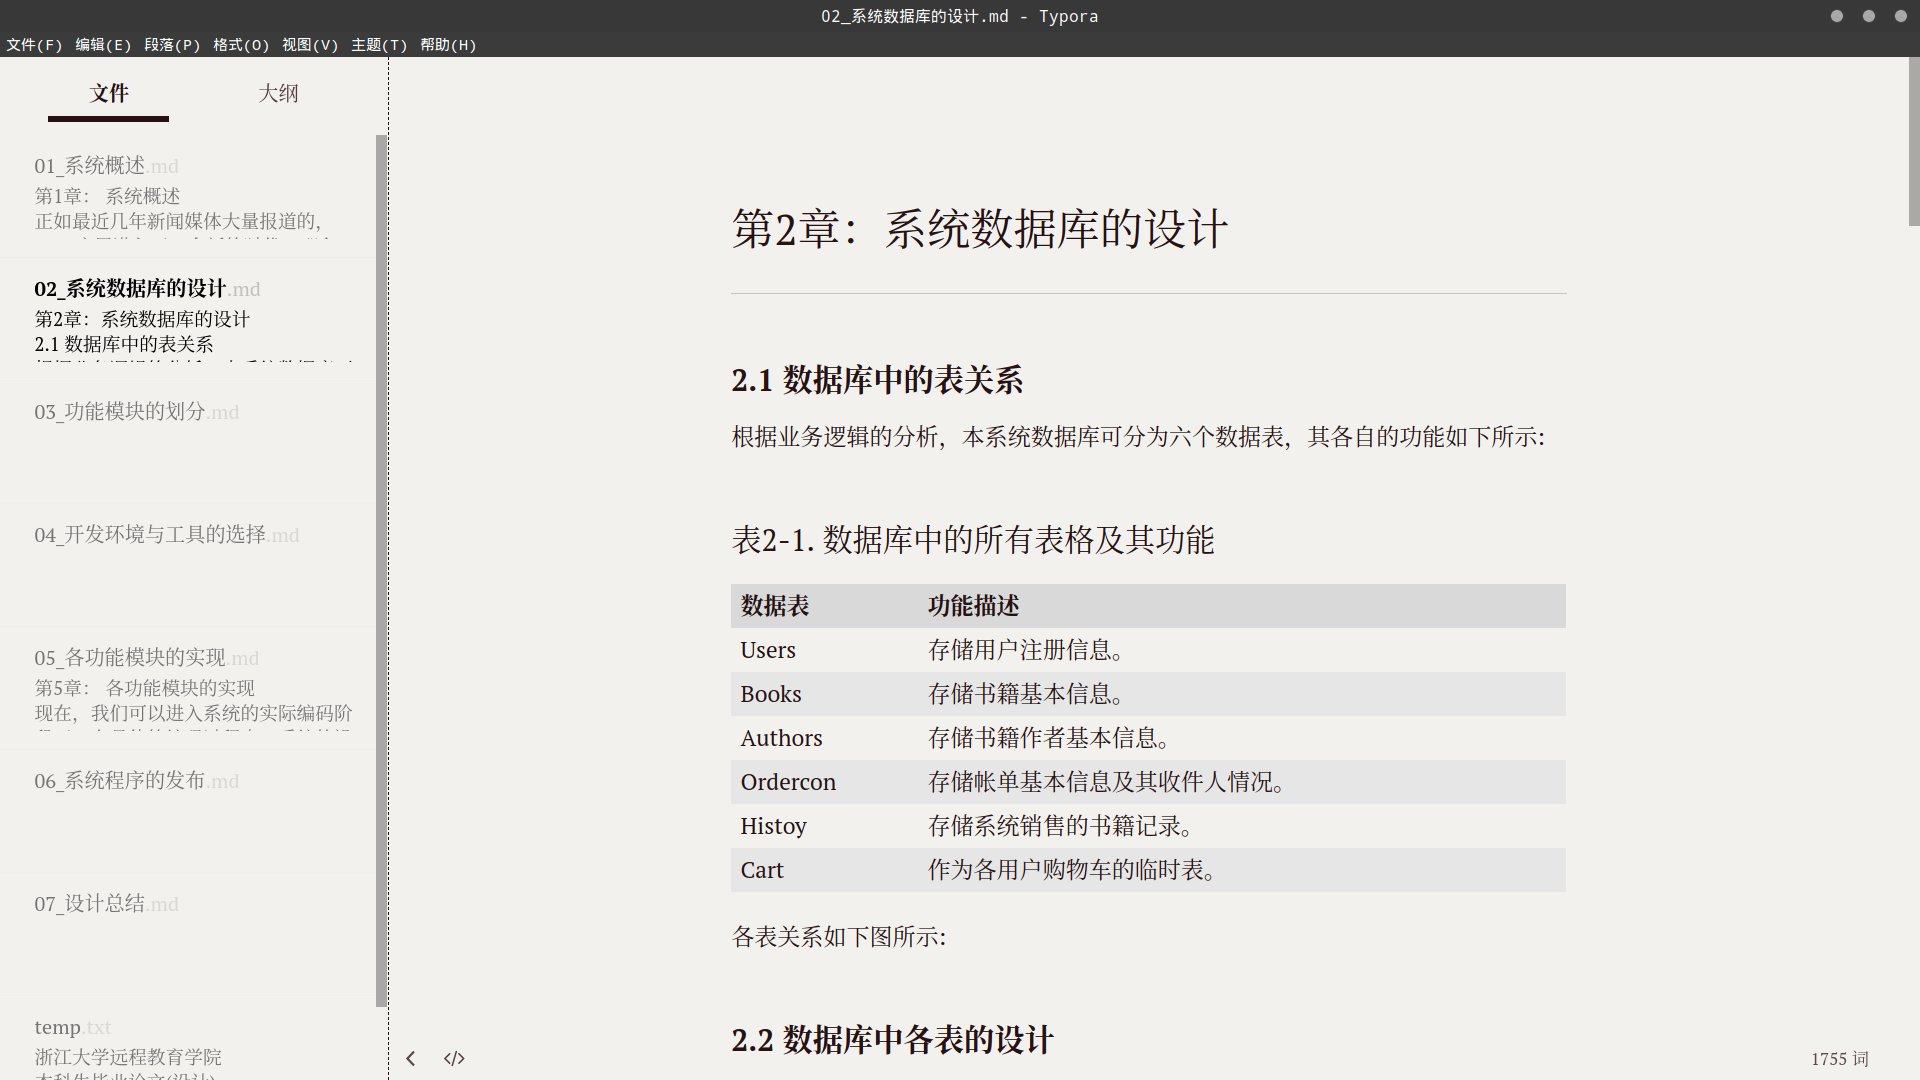 02_系统数据库的设计.md - Typora
文件(F) 编辑(E) 段落(P) 格式(O) 视图(V) 主题(T) 帮助(H)
文件 大纲
01_系统概述.md
第1章： 系统概述
正如最近几年新闻媒体大量报道的，
02_系统数据库的设计.md
第2章：系统数据库的设计
2.1 数据库中的表关系
03_功能模块的划分.md
04_开发环境与工具的选择.md
05_各功能模块的实现.md
第5章： 各功能模块的实现
现在，我们可以进入系统的实际编码阶
06_系统程序的发布.md
07_设计总结.md
temp.txt
浙江大学远程教育学院
第2章：系统数据库的设计
2.1 数据库中的表关系
根据业务逻辑的分析，本系统数据库可分为六个数据表，其各自的功能如下所示：
表2-1. 数据库中的所有表格及其功能
数据表 功能描述
Users 存储用户注册信息。
Books 存储书籍基本信息。
Authors 存储书籍作者基本信息。
Ordercon 存储帐单基本信息及其收件人情况。
Histoy 存储系统销售的书籍记录。
Cart 作为各用户购物车的临时表。
各表关系如下图所示：
2.2 数据库中各表的设计
1755 词